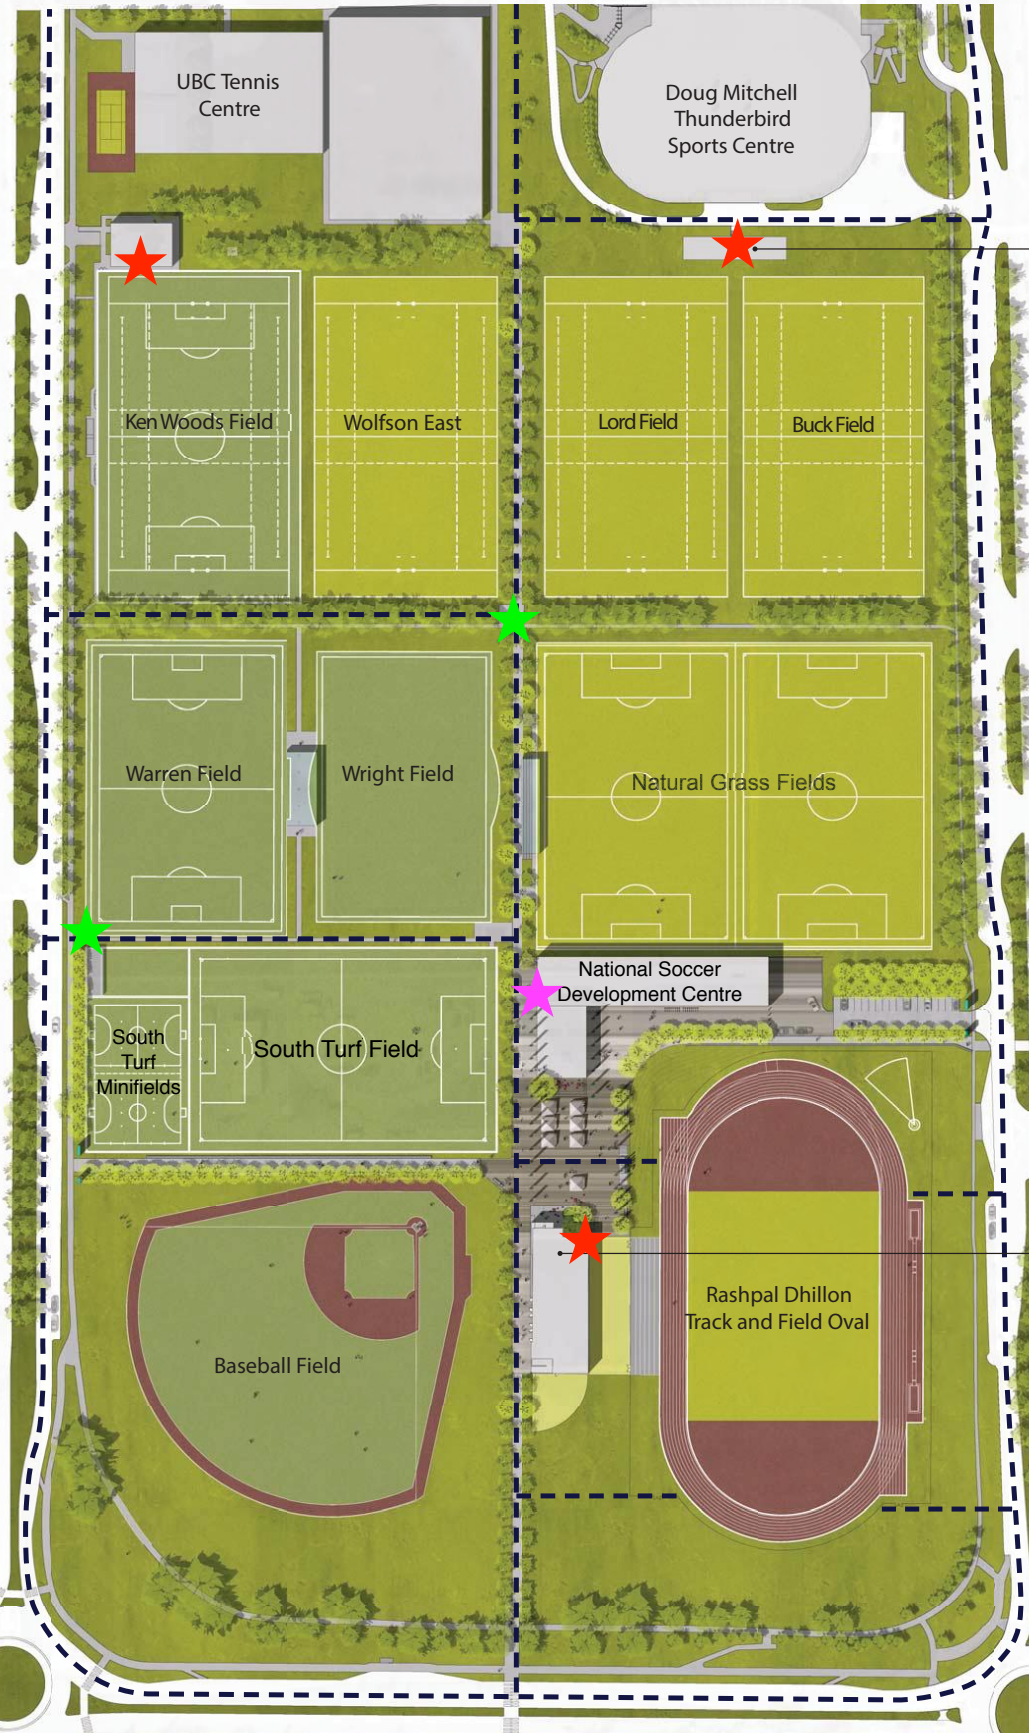 UBC Tennis
Centre
Doug Mitchell
Thunderbird
Sports Centre
Ken Woods Field
Wolfson East
Lord Field
Buck Field
Warren Field
Wright Field
Natural Grass Fields
National Soccer
Development Centre
South
Turf
Minifields
South Turf Field
Rashpal Dhillon
Track and Field Oval
Baseball Field